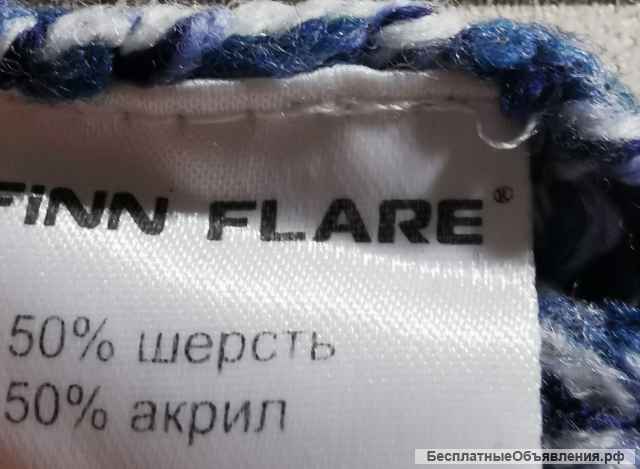 FINN FLARE®
50% шерсть
50% акрил
БесплатныеОбъявления.рф